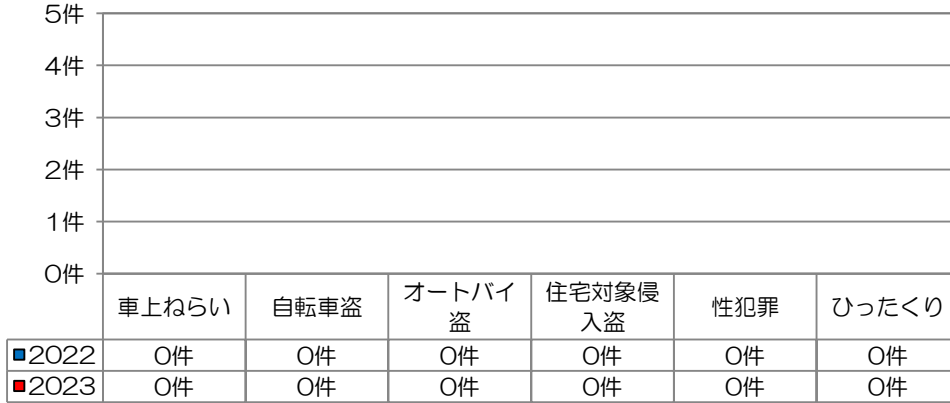 5件
4件
3件
2件
1件
0件
車上ねらい 自転車盗 オートバイ盗 住宅対象侵入盗 性犯罪 ひったくり
2022 0件 0件 0件 0件 0件 0件
2023 0件 0件 0件 0件 0件 0件